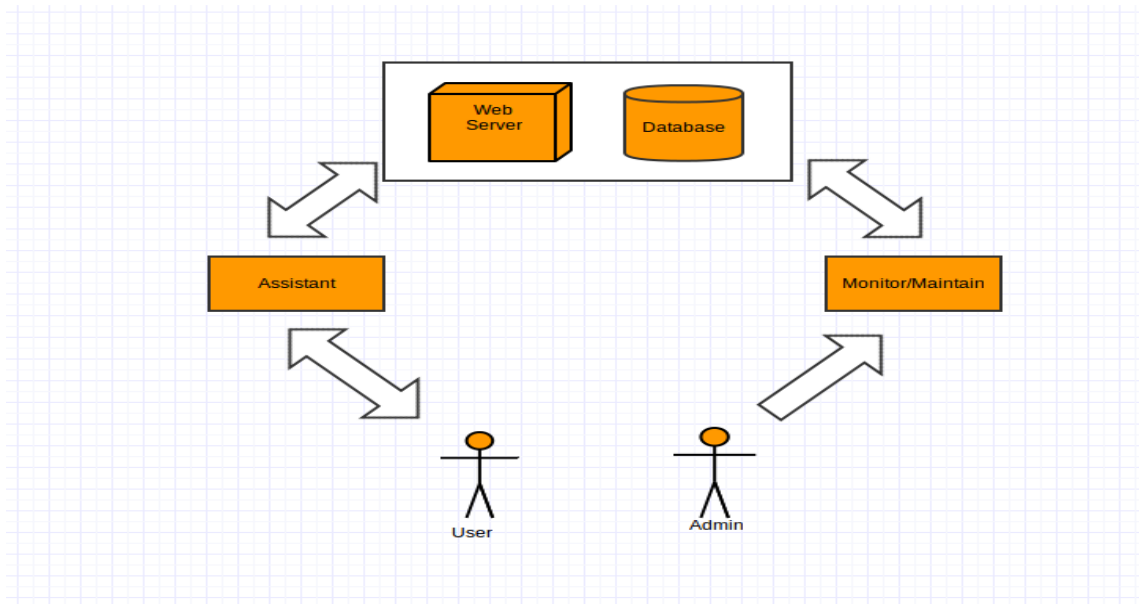 Web
Server
Database
Assistant
Monitor/Maintain
User
Admin